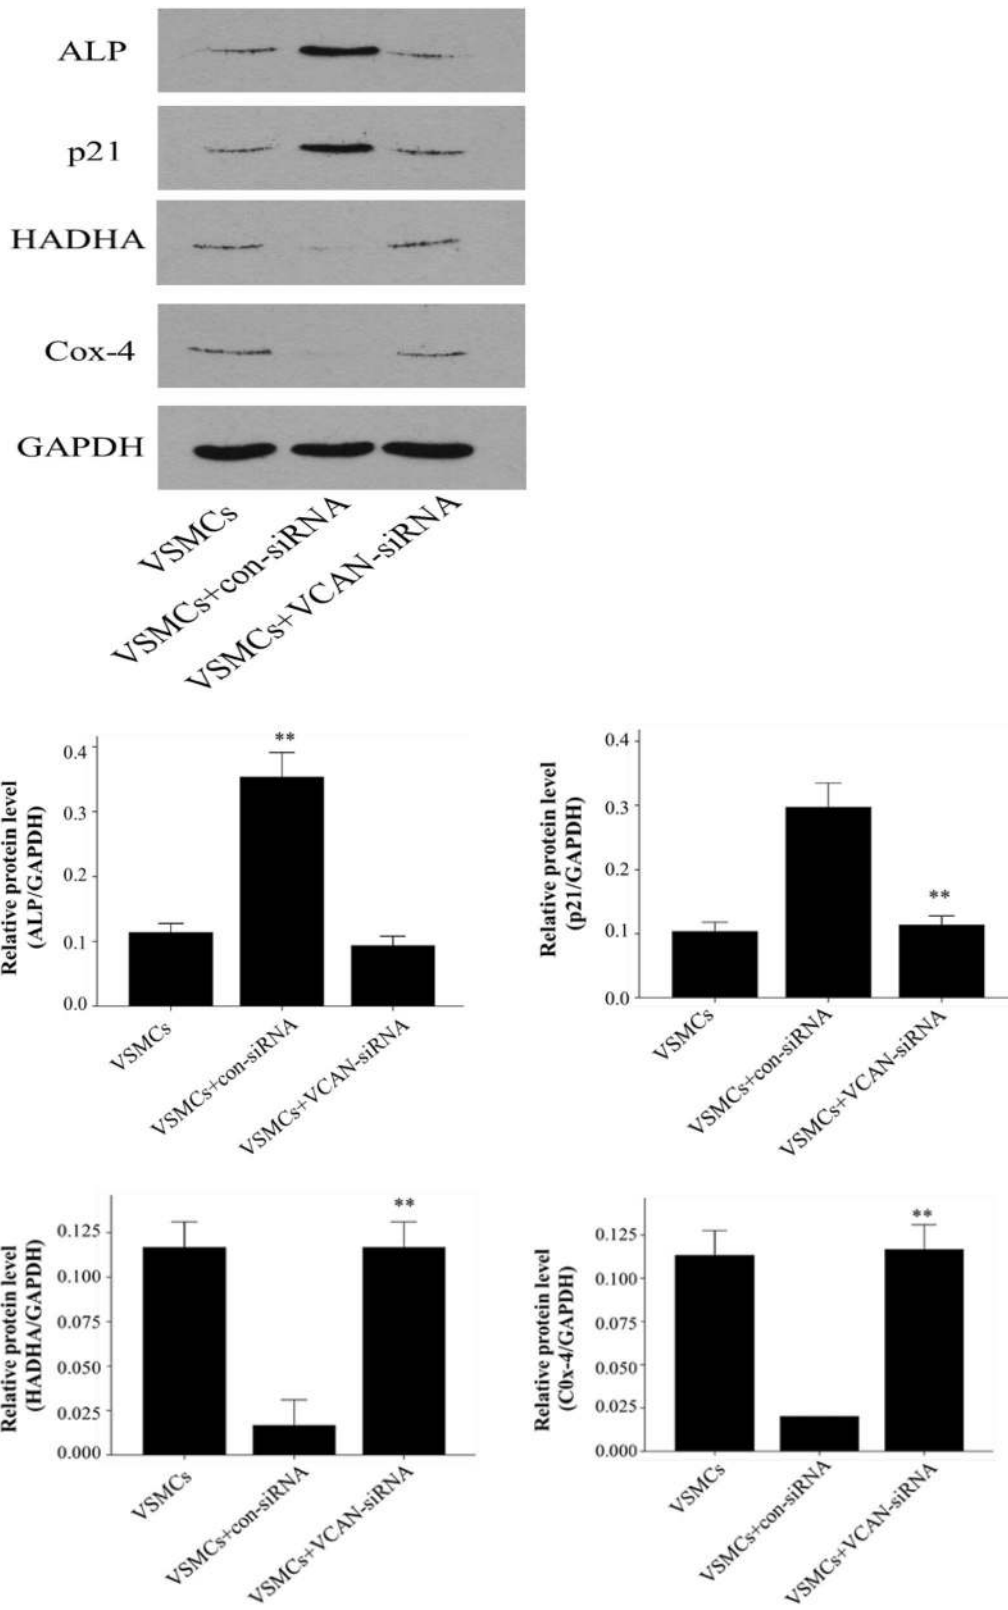 ALP
p21
HADHA
Cox-4
GAPDH
VSMCs
VSMCs+con-siRNA
VSMCs+VCAN-siRNA
Relative protein level
(ALP/GAPDH)
0.4
0.3
0.2
0.1
0.0
**
VSMCs
VSMCs+con-siRNA
VSMCs+VCAN-siRNA
Relative protein level
(p21/GAPDH)
0.4
0.3
0.2
0.1
0.0
**
VSMCs
VSMCs+con-siRNA
VSMCs+VCAN-siRNA
Relative protein level
(HADHA/GAPDH)
0.125
0.100
0.075
0.050
0.025
0.000
**
VSMCs
VSMCs+con-siRNA
VSMCs+VCAN-siRNA
Relative protein level
(C0x-4/GAPDH)
0.125
0.100
0.075
0.050
0.025
0.000
**
VSMCs
VSMCs+con-siRNA
VSMCs+VCAN-siRNA